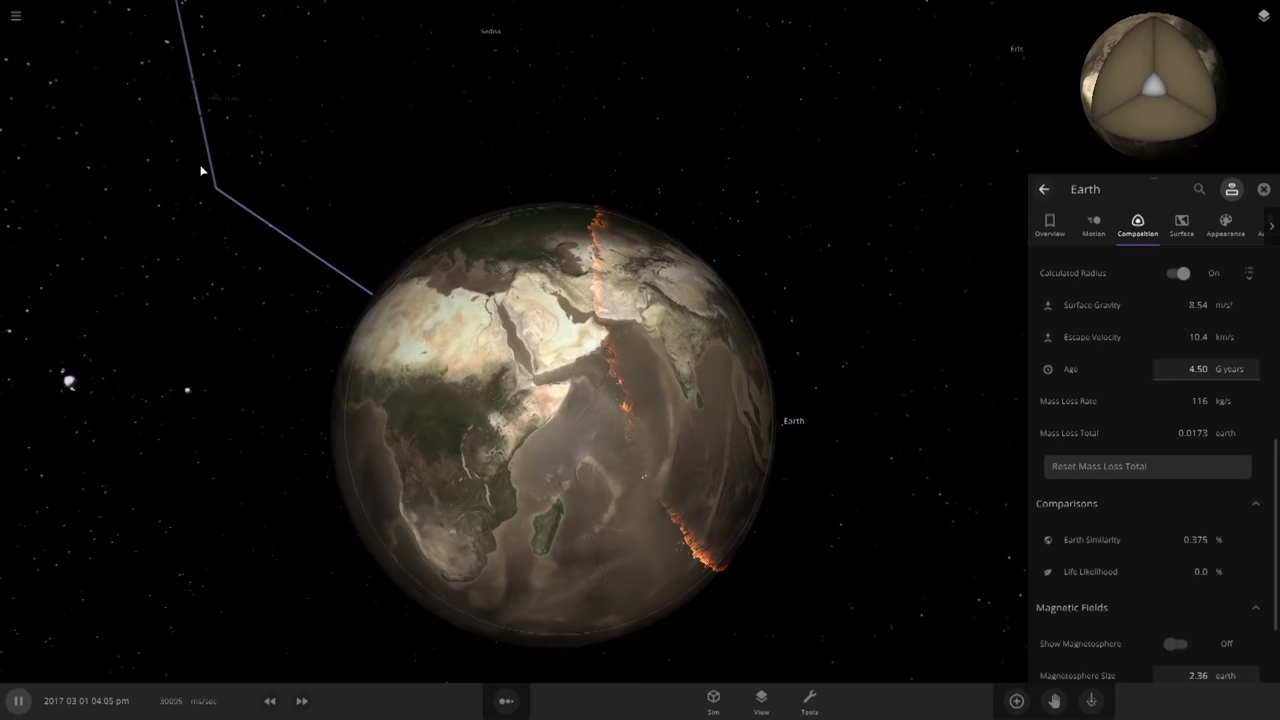 Sedna
Eris
Earth
Earth
Overview
Motion
Composition
Surface
Appearance
Calculated Radius On
Surface Gravity 8.54 m/s²
Escape Velocity 10.4 km/s
Age 4.50 G years
Mass Loss Rate 116 kg/s
Mass Loss Total 0.0173 earth
Reset Mass Loss Total
Comparisons
Earth Similarity 0.375 %
Life Likelihood 0.0 %
Magnetic Fields
Show Magnetosphere Off
Magnetosphere Size 2.36 earth
2017 03 01 04:05 pm 30095 ms/sec
Sim
View
Tools